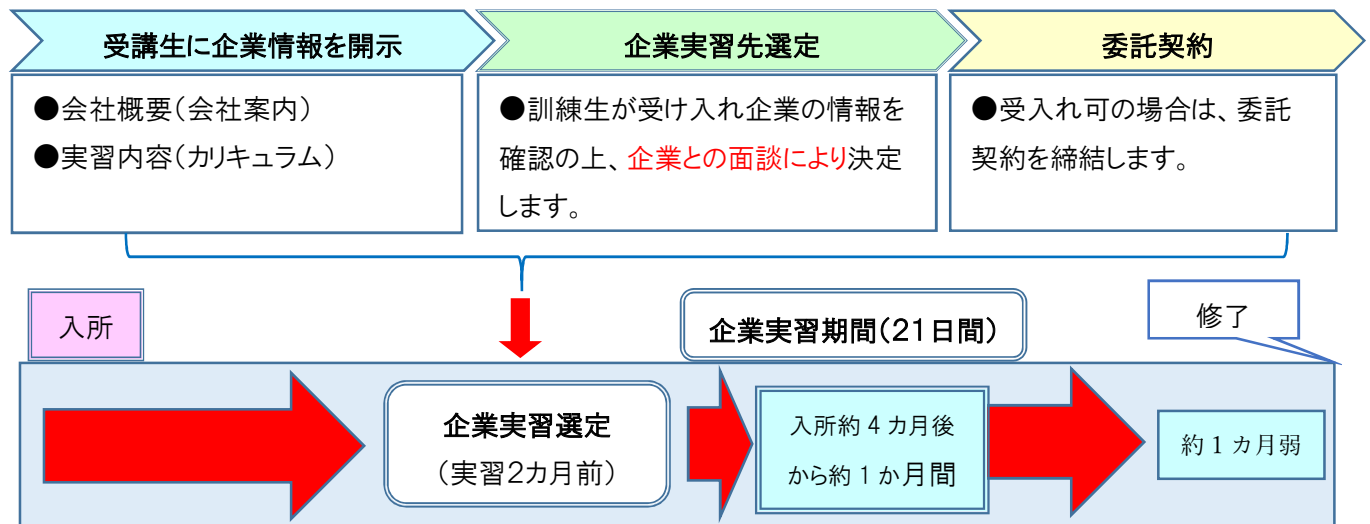 受講生に企業情報を開示
企業実習先選定
委託契約
●会社概要(会社案内)
●実習内容(カリキュラム)
●訓練生が受け入れ企業の情報を
確認の上、企業との面談により決定
します。
●受入れ可の場合は、委託
契約を締結します。
入所
企業実習期間(21日間)
修了
企業実習選定
(実習2カ月前)
入所約4カ月後
から約1か月間
約1カ月弱